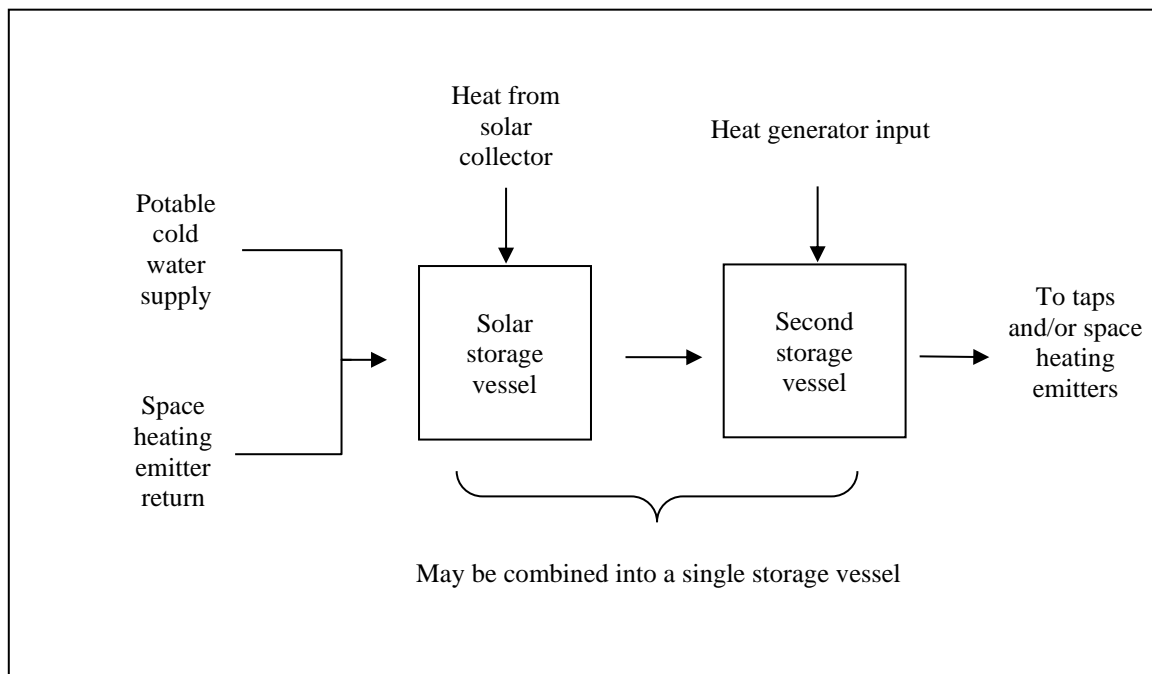 Heat from
solar
collector
Heat generator input
Potable
cold
water
supply
Solar
storage
vessel
Second
storage
vessel
To taps
and/or space
heating
emitters
Space
heating
emitter
return
May be combined into a single storage vessel